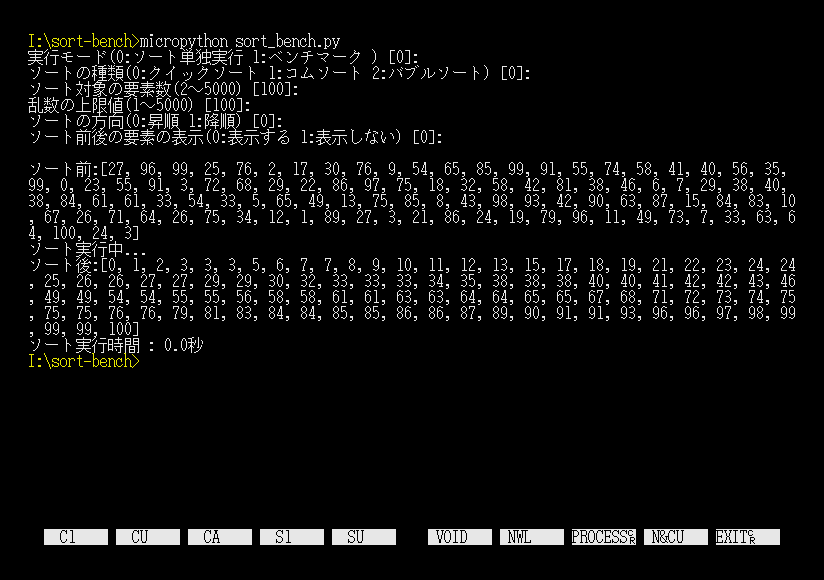 I:\sort-bench>micropython sort_bench.py
実行モード(0:ソート単独実行 1:ベンチマーク ) [0]:
ソートの種類(0:クイックソート 1:コムソート 2:バブルソート) [0]:
ソート対象の要素数(2～5000) [100]:
乱数の上限値(1～5000) [100]:
ソートの方向(0:昇順 1:降順) [0]:
ソート前後の要素の表示(0:表示する 1:表示しない) [0]:
ソート前:[27, 96, 99, 25, 76, 2, 17, 30, 76, 9, 54, 65, 85, 99, 91, 55, 74, 58, 41, 40, 56, 35,
99, 0, 23, 55, 91, 3, 72, 68, 29, 22, 86, 97, 75, 18, 32, 58, 42, 81, 38, 46, 6, 7, 29, 38, 40,
38, 84, 61, 61, 33, 54, 33, 5, 65, 49, 13, 75, 85, 8, 43, 98, 93, 42, 90, 63, 87, 15, 84, 83, 10
, 67, 26, 71, 64, 26, 75, 34, 12, 1, 89, 27, 3, 21, 86, 24, 19, 79, 96, 11, 49, 73, 7, 33, 63, 6
4, 100, 24, 3]
ソート実行中...
ソート後:[0, 1, 2, 3, 3, 3, 5, 6, 7, 7, 8, 9, 10, 11, 12, 13, 15, 17, 18, 19, 21, 22, 23, 24, 24
, 25, 26, 26, 27, 27, 29, 29, 30, 32, 33, 33, 33, 34, 35, 38, 38, 38, 40, 40, 41, 42, 42, 43, 46
, 49, 49, 54, 54, 55, 55, 56, 58, 58, 61, 61, 63, 63, 64, 64, 65, 65, 67, 68, 71, 72, 73, 74, 75
, 75, 75, 76, 76, 79, 81, 83, 84, 84, 85, 85, 86, 86, 87, 89, 90, 91, 91, 93, 96, 96, 97, 98, 99
, 99, 99, 100]
ソート実行時間 : 0.0秒
I:\sort-bench>
C1 CU CA S1 SU VOID NWL PROCESS␍ N&CU EXIT␍